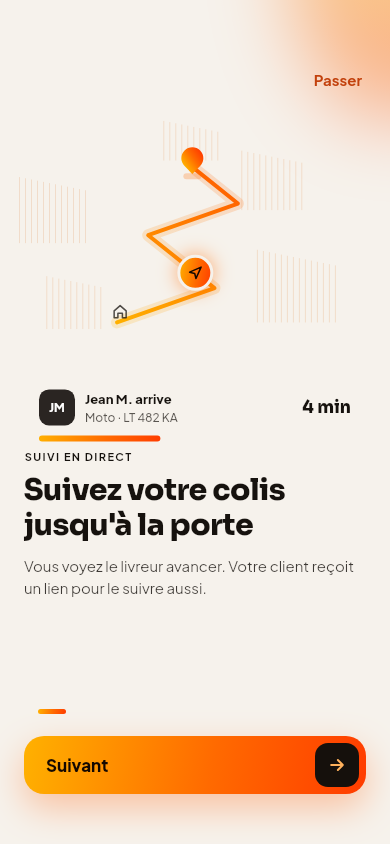 Passer
JM
Jean M. arrive
Moto · LT 482 KA
4 min
SUIVI EN DIRECT
Suivez votre colis
jusqu'à la porte
Vous voyez le livreur avancer. Votre client reçoit
un lien pour le suivre aussi.
Suivant